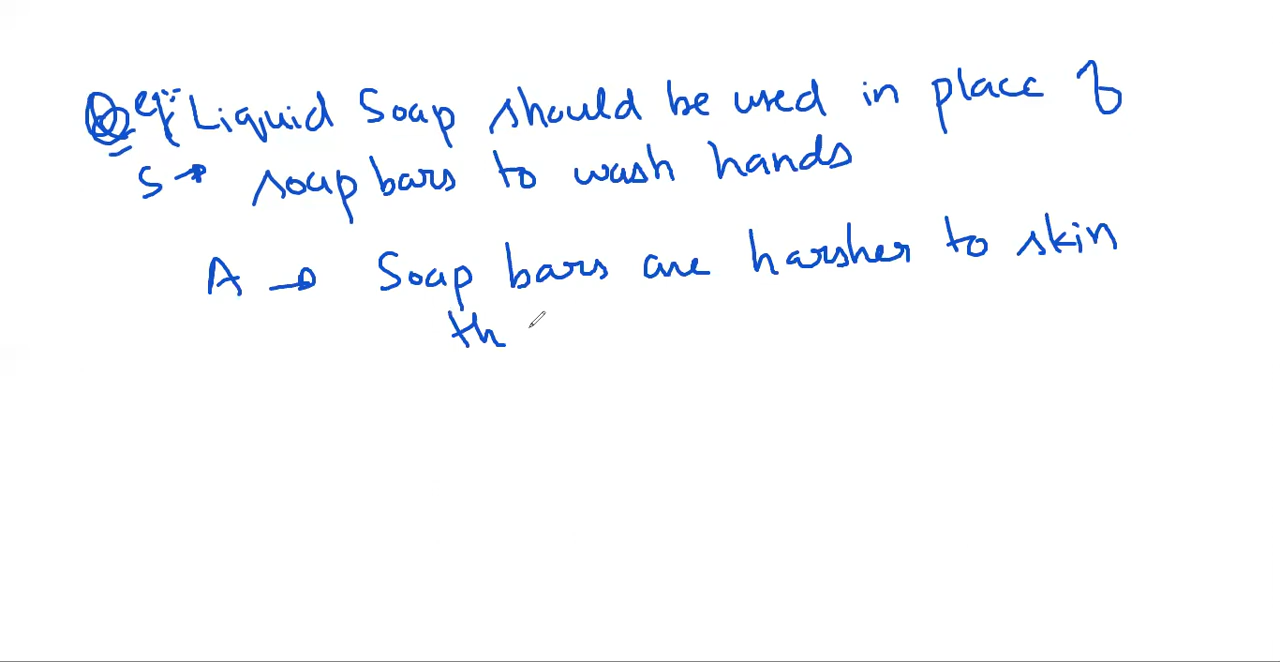 eg: Liquid Soap should be used in place of
S → soap bars to wash hands
A → Soap bars are harsher to skin
th